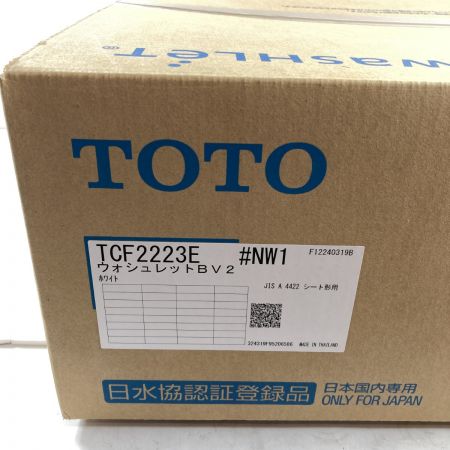 washlet®
TOTO
TCF2223E #NW1 F12240319B
ウォシュレットBV2
ホワイト
JIS A 4422 シート形用
324319F95206586 MADE IN THAILAND
日水協認証登録品
日本国内専用
ONLY FOR JAPAN